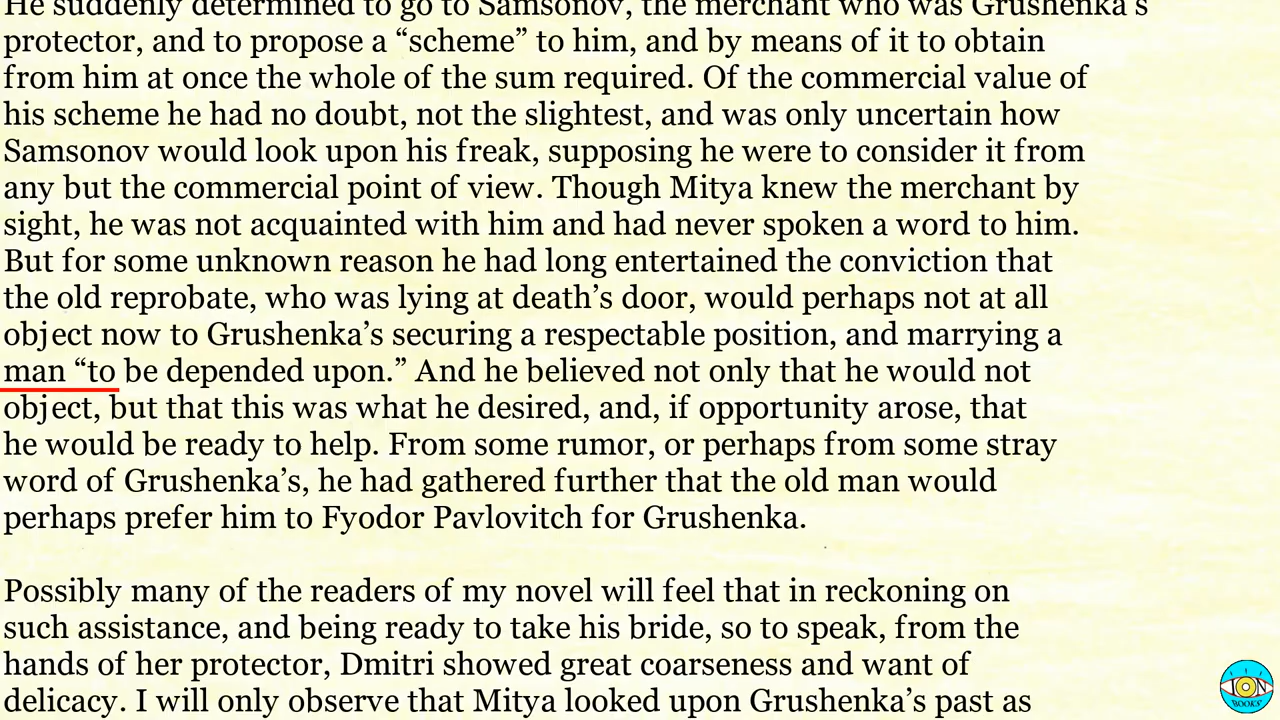 He suddenly determined to go to Samsonov, the merchant who was Grushenka’s
protector, and to propose a “scheme” to him, and by means of it to obtain
from him at once the whole of the sum required. Of the commercial value of
his scheme he had no doubt, not the slightest, and was only uncertain how
Samsonov would look upon his freak, supposing he were to consider it from
any but the commercial point of view. Though Mitya knew the merchant by
sight, he was not acquainted with him and had never spoken a word to him.
But for some unknown reason he had long entertained the conviction that
the old reprobate, who was lying at death’s door, would perhaps not at all
object now to Grushenka’s securing a respectable position, and marrying a
man “to be depended upon.” And he believed not only that he would not
object, but that this was what he desired, and, if opportunity arose, that
he would be ready to help. From some rumor, or perhaps from some stray
word of Grushenka’s, he had gathered further that the old man would
perhaps prefer him to Fyodor Pavlovitch for Grushenka.
Possibly many of the readers of my novel will feel that in reckoning on
such assistance, and being ready to take his bride, so to speak, from the
hands of her protector, Dmitri showed great coarseness and want of
delicacy. I will only observe that Mitya looked upon Grushenka’s past as
ION
BOOKS